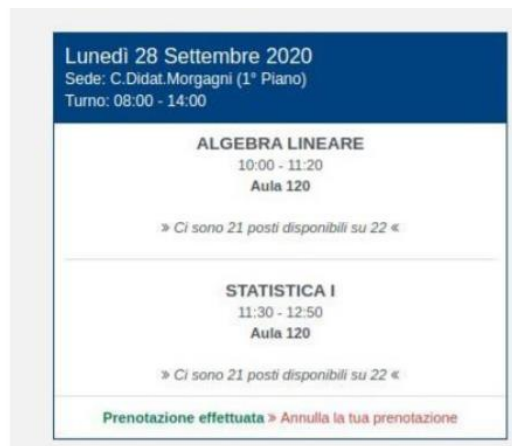 Lunedì 28 Settembre 2020
Sede: C.Didat.Morgagni (1° Piano)
Turno: 08:00 - 14:00
ALGEBRA LINEARE
10:00 - 11:20
Aula 120
» Ci sono 21 posti disponibili su 22 «
STATISTICA I
11:30 - 12:50
Aula 120
» Ci sono 21 posti disponibili su 22 «
Prenotazione effettuata » Annulla la tua prenotazione